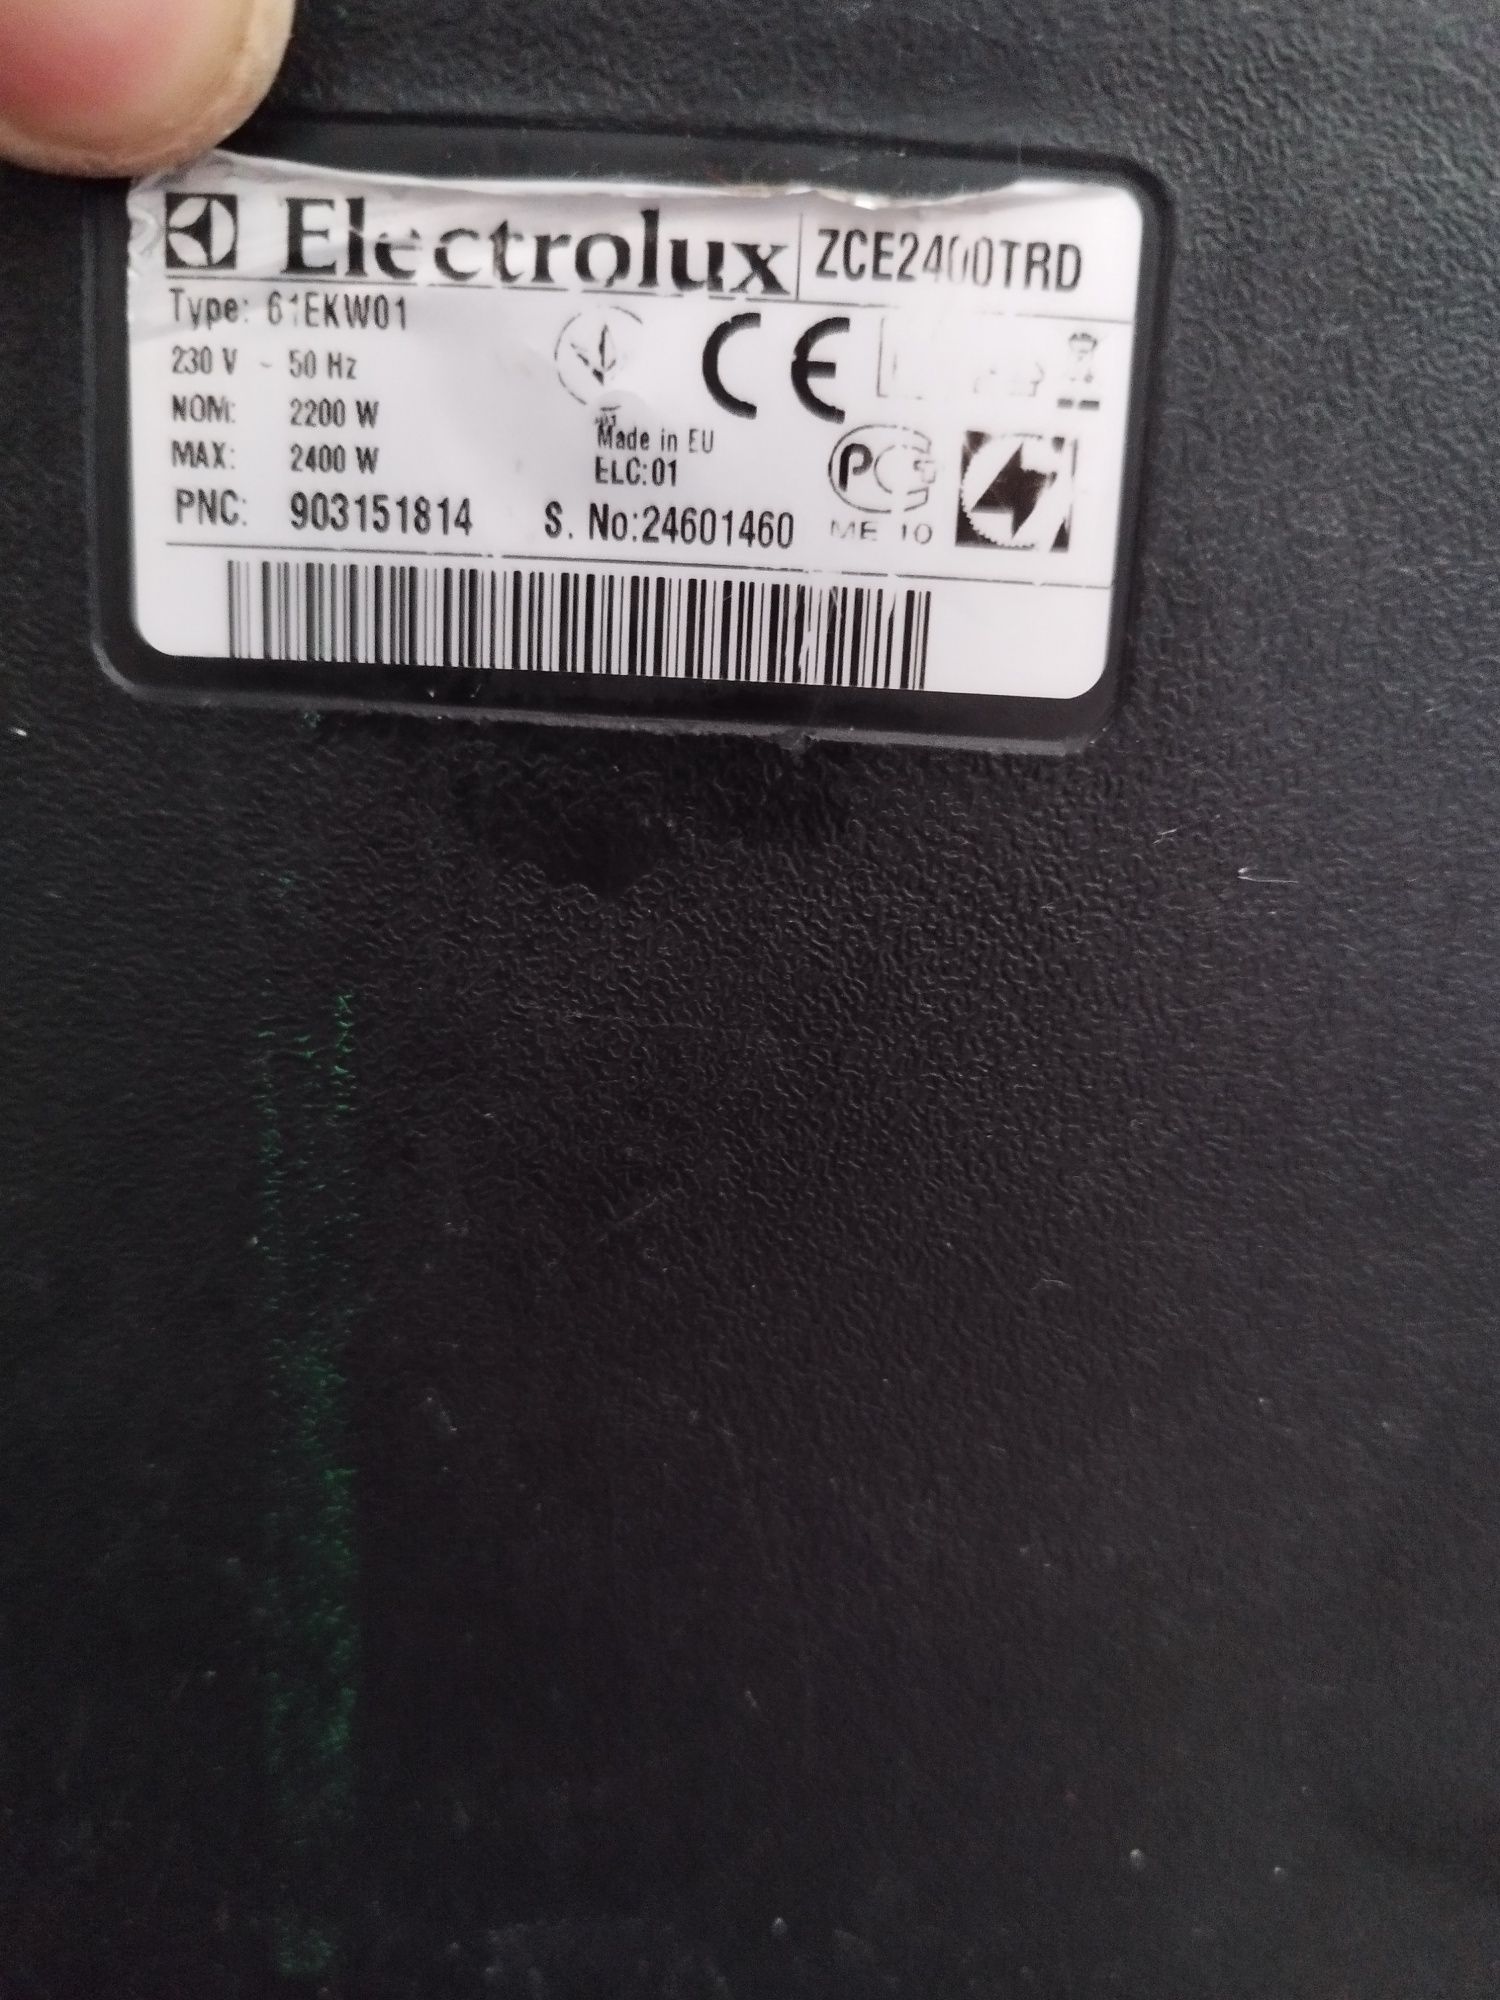 Electrolux ZCE2400TRD
Type: 61EKW01
230 V ~ 50 Hz
NOM: 2200 W
MAX: 2400 W
Made in EU
ELC:01
PNC: 903151814 S. No:24601460
ME 10